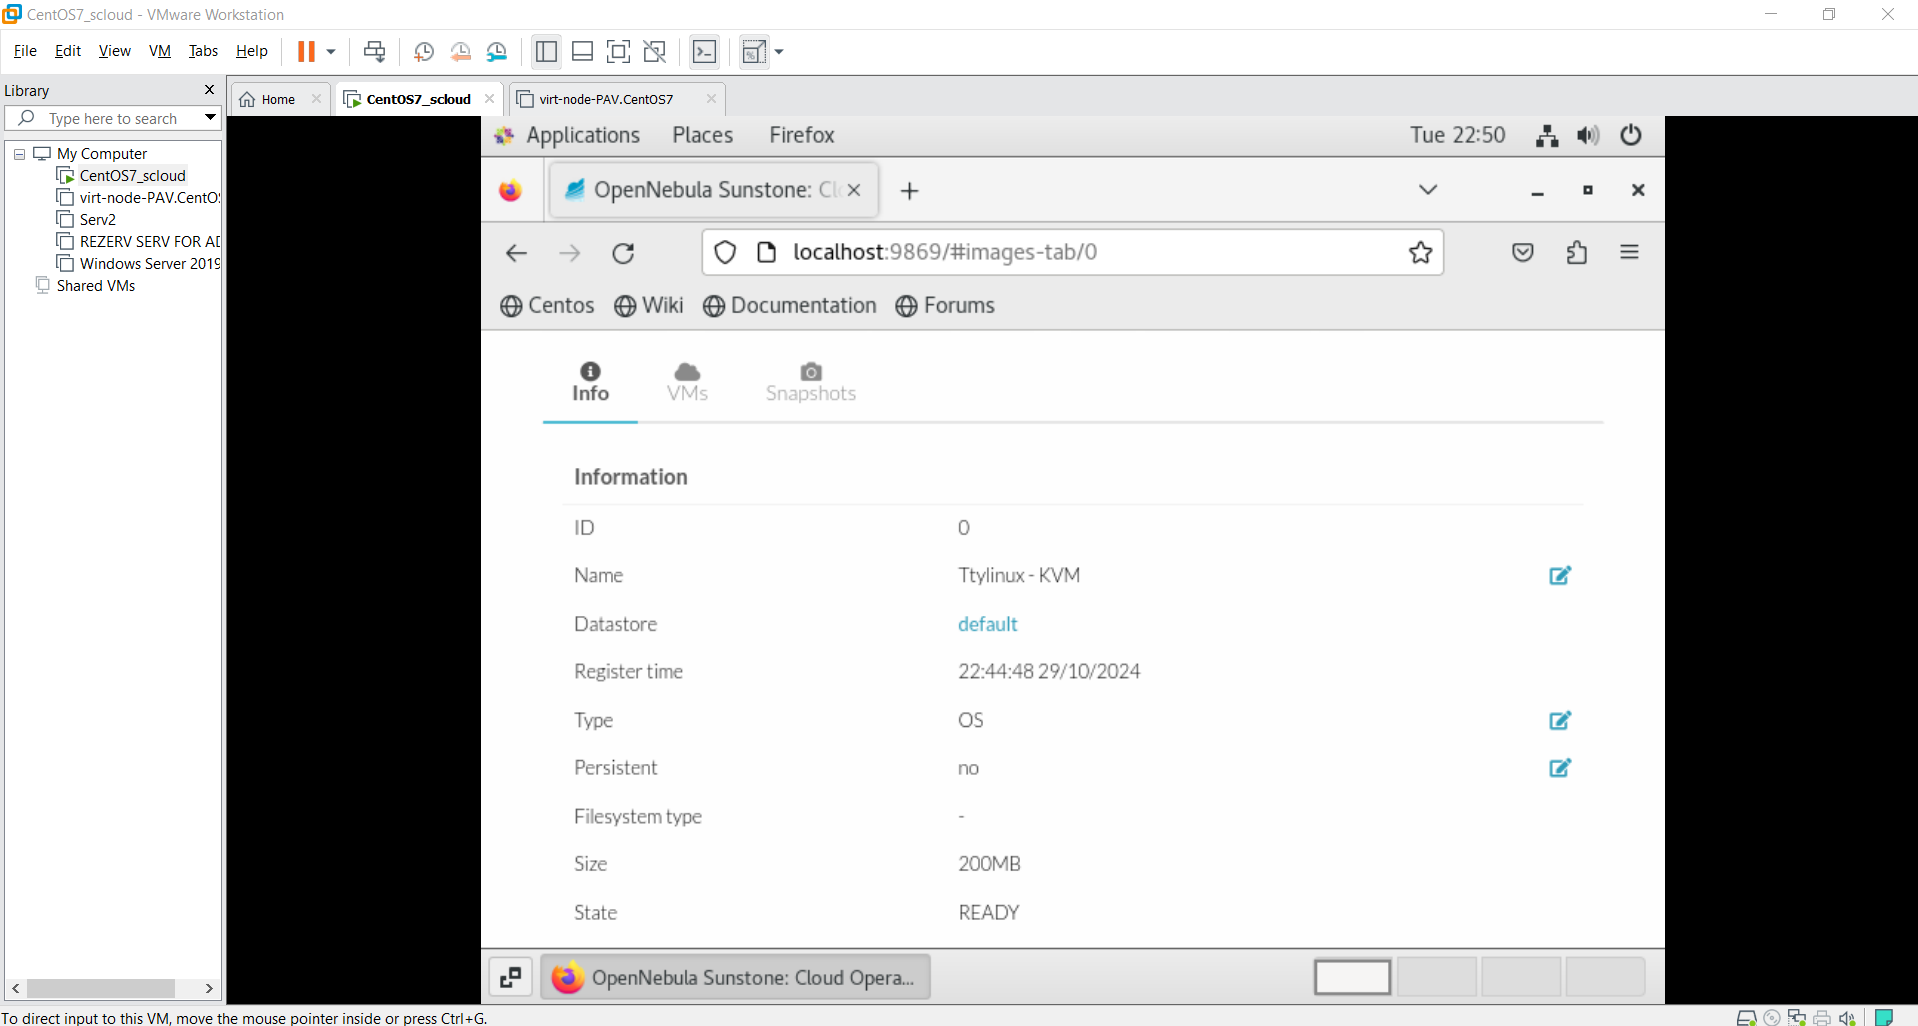 CentOS7_scloud - VMware Workstation
File Edit View VM Tabs Help
Library
Home
CentOS7_scloud
virt-node-PAV.CentOS7
Type here to search
My Computer
CentOS7_scloud
virt-node-PAV.CentOS
Serv2
REZERV SERV FOR AD
Windows Server 2019
Shared VMs
Applications Places Firefox Tue 22:50
OpenNebula Sunstone: Clo
localhost:9869/#images-tab/0
Centos Wiki Documentation Forums
Info VMs Snapshots
Information
ID 0
Name Ttylinux - KVM
Datastore default
Register time 22:44:48 29/10/2024
Type OS
Persistent no
Filesystem type -
Size 200MB
State READY
OpenNebula Sunstone: Cloud Opera...
To direct input to this VM, move the mouse pointer inside or press Ctrl+G.